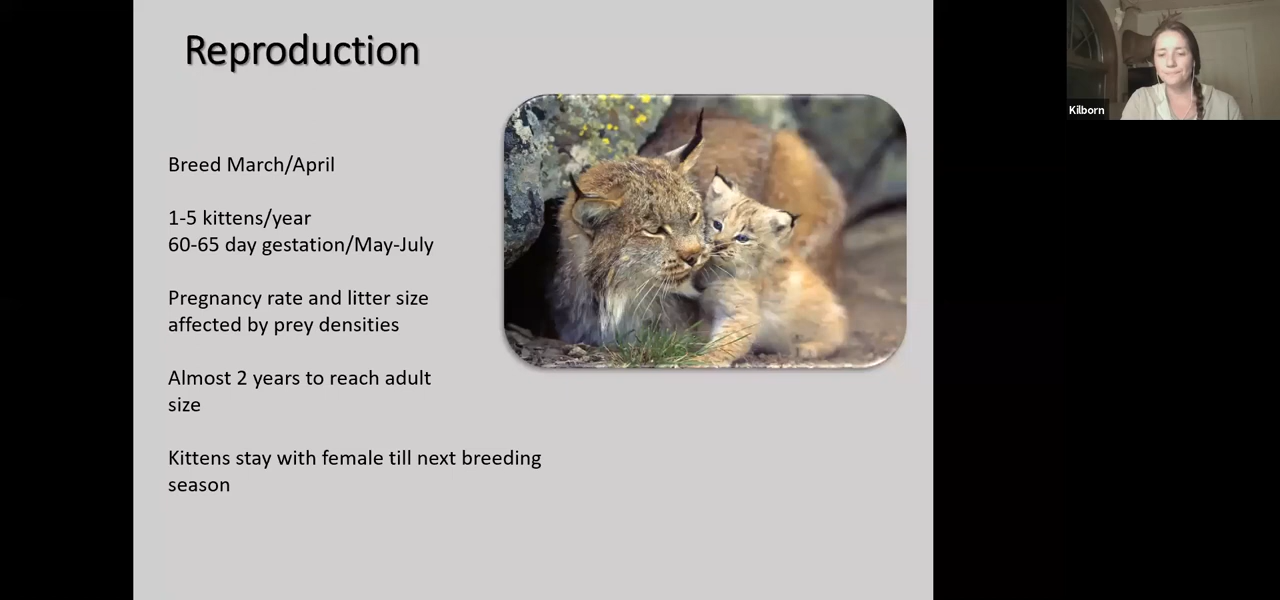 Reproduction
Breed March/April
1-5 kittens/year
60-65 day gestation/May-July
Pregnancy rate and litter size
affected by prey densities
Almost 2 years to reach adult
size
Kittens stay with female till next breeding
season
Kilborn